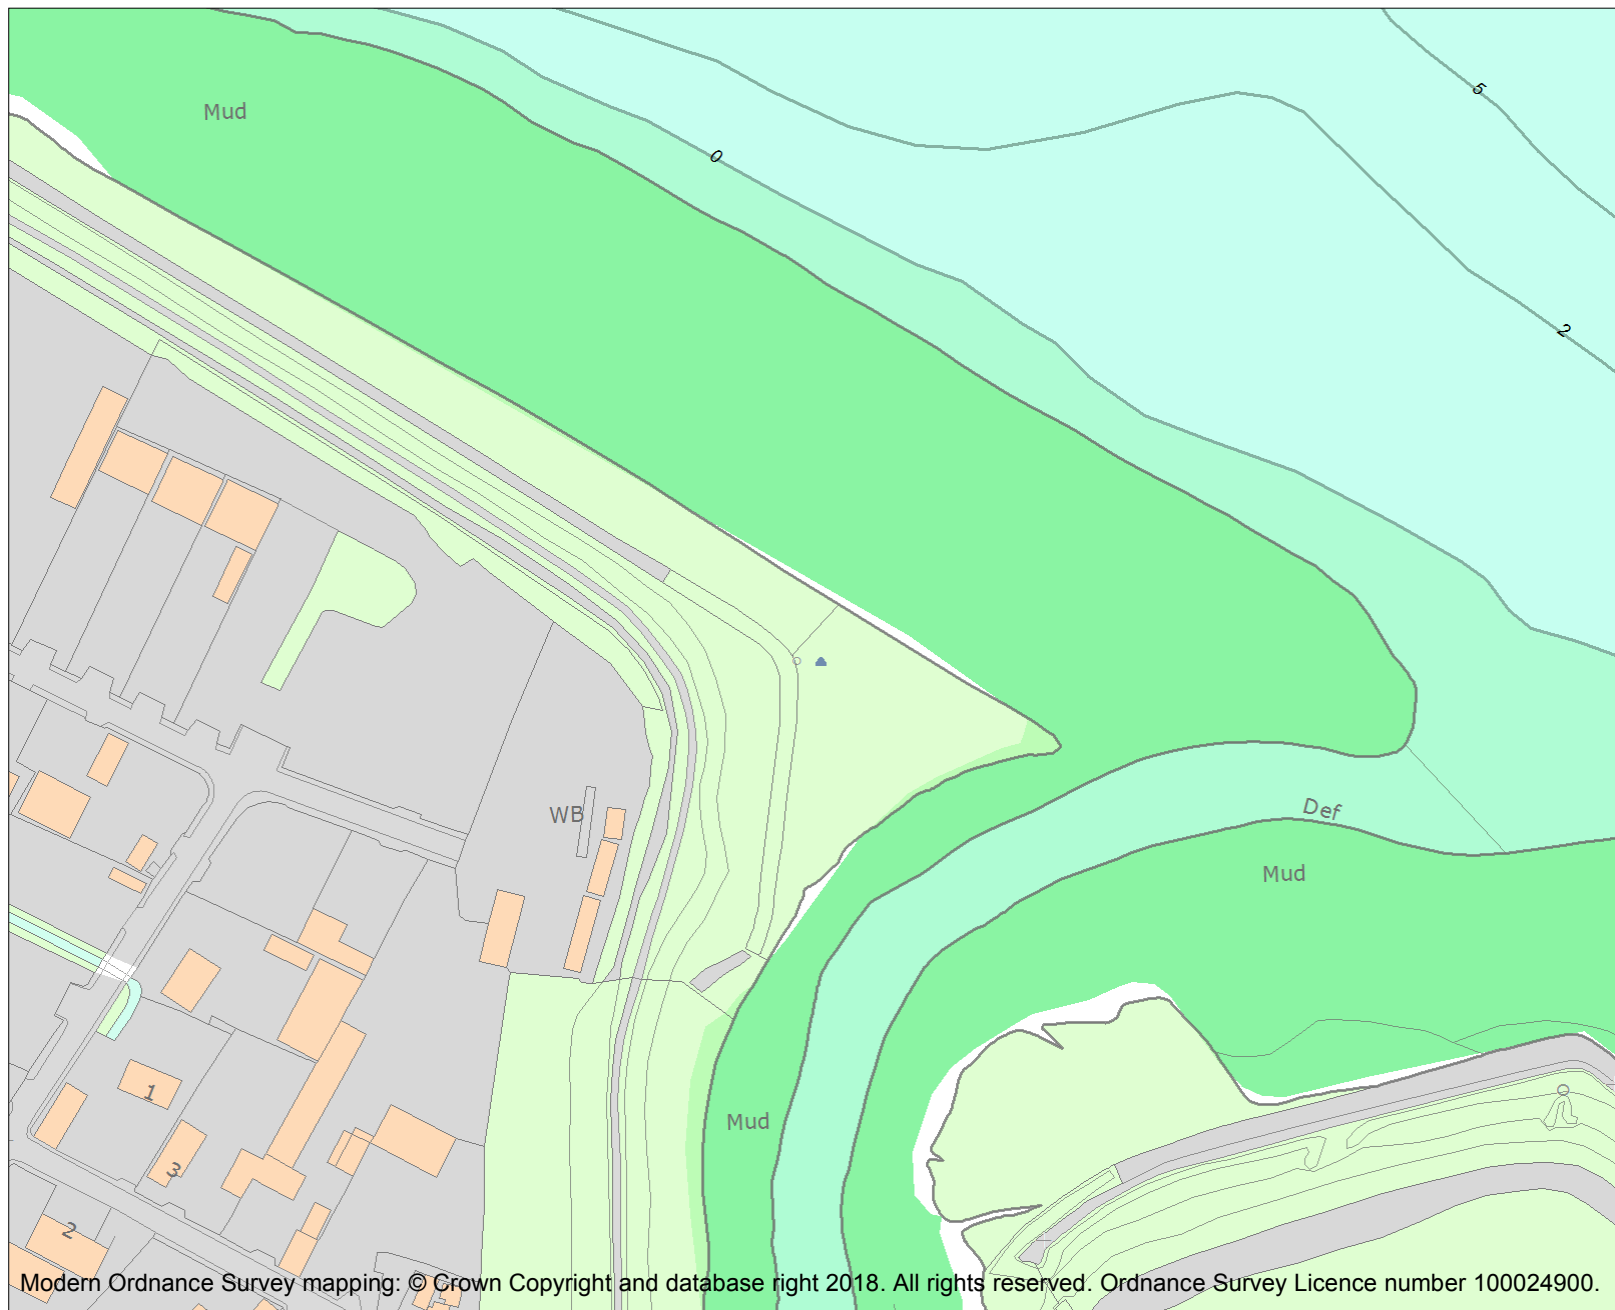 5
Mud
0
2
WB
Def
Mud
1
Mud
3
2
Modern Ordnance Survey mapping: © Crown Copyright and database right 2018. All rights reserved. Ordnance Survey Licence number 100024900.